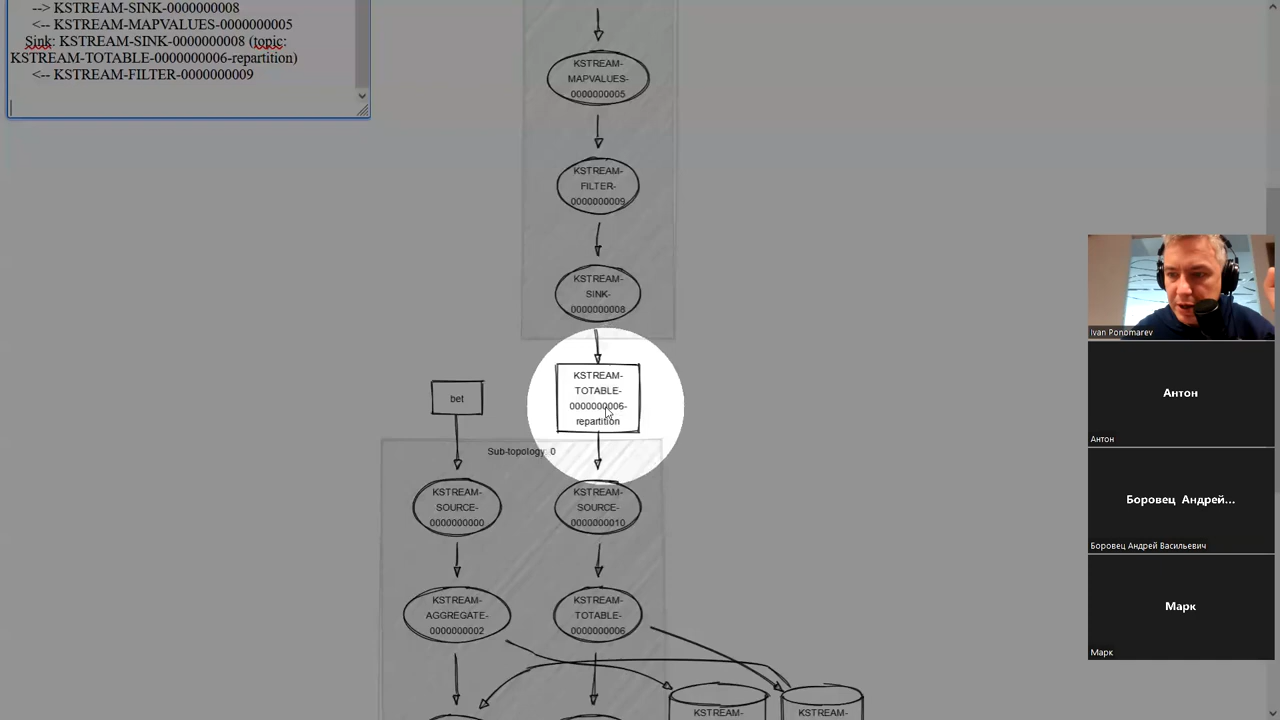 --> KSTREAM-SINK-0000000008
<-- KSTREAM-MAPVALUES-0000000005
Sink: KSTREAM-SINK-0000000008 (topic:
KSTREAM-TOTABLE-0000000006-repartition)
<-- KSTREAM-FILTER-0000000009
KSTREAM-
MAPVALUES-
0000000005
KSTREAM-
FILTER-
0000000009
KSTREAM-
SINK-
0000000008
bet
KSTREAM-
TOTABLE-
0000000006-
repartition
Sub-topology: 0
KSTREAM-
SOURCE-
0000000000
KSTREAM-
SOURCE-
0000000010
KSTREAM-
AGGREGATE-
0000000002
KSTREAM-
TOTABLE-
0000000006
KSTREAM-
KSTREAM-
Ivan Ponomarev
Антон
Антон
Боровец Андрей...
Боровец Андрей Васильевич
Марк
Марк